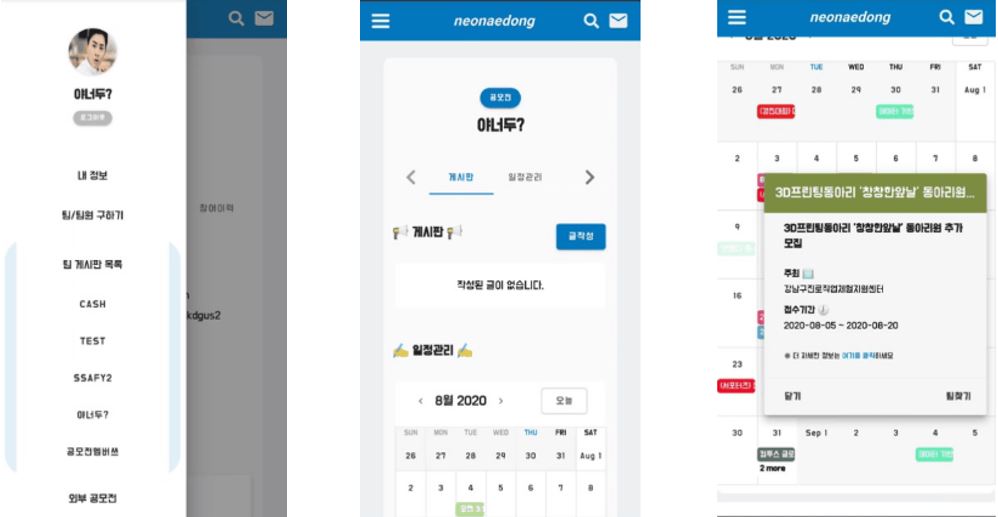 야너두?
로그아웃
내 정보
팀/팀원 구하기
팀 게시판 목록
CASH
TEST
SSAFY2
야너두?
공모전헴버쓰
외부 공모전
참여이력
kdgus2
neonaedong
공모전
야너두?
게시판
일정관리
게시판
글작성
작성된 글이 없습니다.
일정관리
8월 2020
오늘
SUN MON TUE WED THU FRI SAT
26 27 28 29 30 31 Aug 1
2 3 4 5 6 7 8
neonaedong
SUN MON TUE WED THU FRI SAT
26 27 28 29 30 31 Aug 1
2 3 4 5 6 7 8
9
16
23
30 31 Sep 1 2 3 4 5
2 more
3D프린팅동아리 '창창한앞날' 동아리원...
3D프린팅동아리 '창창한앞날' 동아리원 추가
모집
주최
강남구진로직업체험지원센터
접수기간
2020-08-05 ~ 2020-08-20
※ 더 자세한 정보는 여기를 클릭하세요
닫기
팀찾기